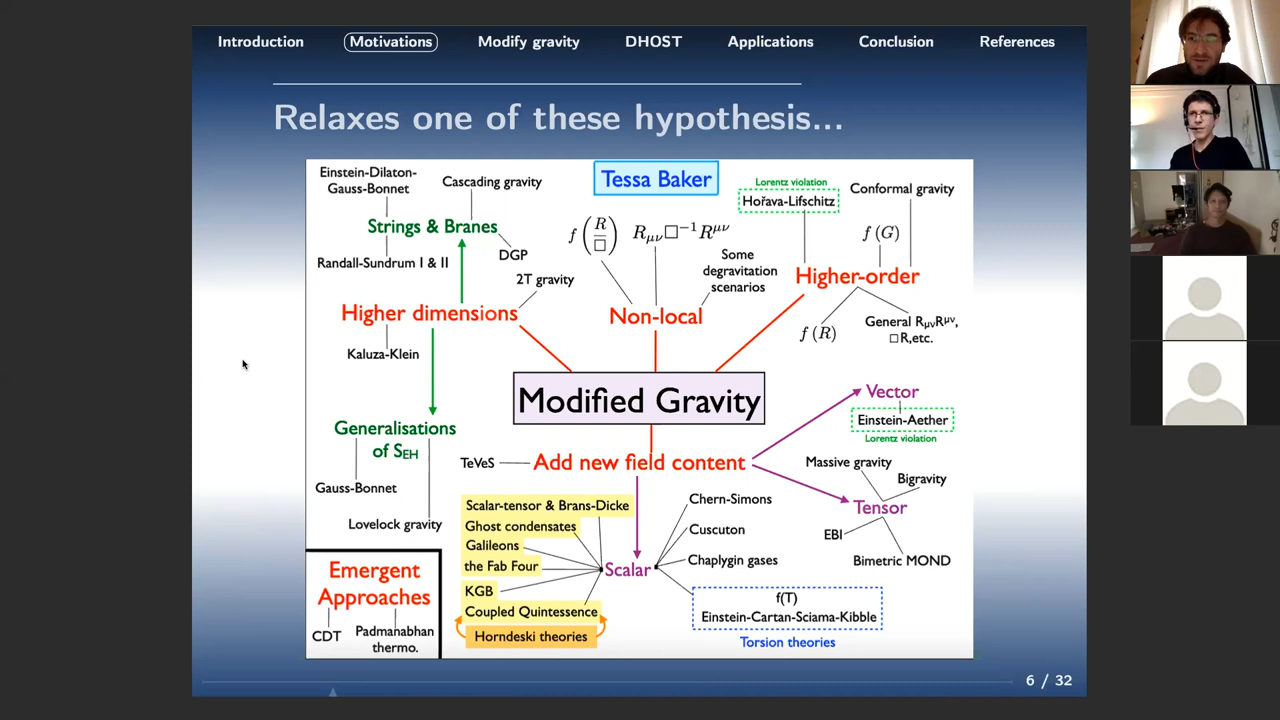 Introduction Motivations Modify gravity DHOST Applications Conclusion References
Relaxes one of these hypothesis...
Tessa Baker
Einstein-Dilaton-
Gauss-Bonnet
Cascading gravity
Strings & Branes
Randall-Sundrum I & II
DGP
2T gravity
Higher dimensions
Kaluza-Klein
Generalisations
of S_EH
Gauss-Bonnet
Lovelock gravity
f(R/□)
R_μν □⁻¹ R^μν
Some
degravitation
scenarios
Non-local
Lorentz violation
Hořava-Lifschitz
Conformal gravity
f(G)
Higher-order
f(R)
General R_μν R^μν,
□R,etc.
Modified Gravity
Vector
Einstein-Aether
Lorentz violation
TeVeS
Add new field content
Massive gravity
Bigravity
Tensor
EBI
Bimetric MOND
Scalar-tensor & Brans-Dicke
Ghost condensates
Galileons
the Fab Four
KGB
Coupled Quintessence
Horndeski theories
Scalar
Chern-Simons
Cuscuton
Chaplygin gases
f(T)
Einstein-Cartan-Sciama-Kibble
Torsion theories
Emergent
Approaches
CDT
Padmanabhan
thermo.
6 / 32